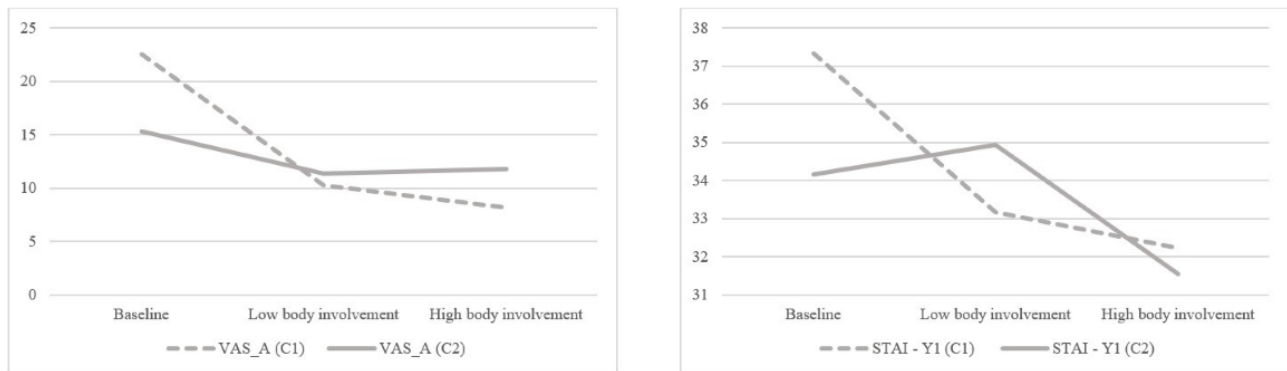 25
20
15
10
5
0
Baseline
Low body involvement
High body involvement
VAS_A (C1)
VAS_A (C2)
38
37
36
35
34
33
32
31
Baseline
Low body involvement
High body involvement
STAI - Y1 (C1)
STAI - Y1 (C2)